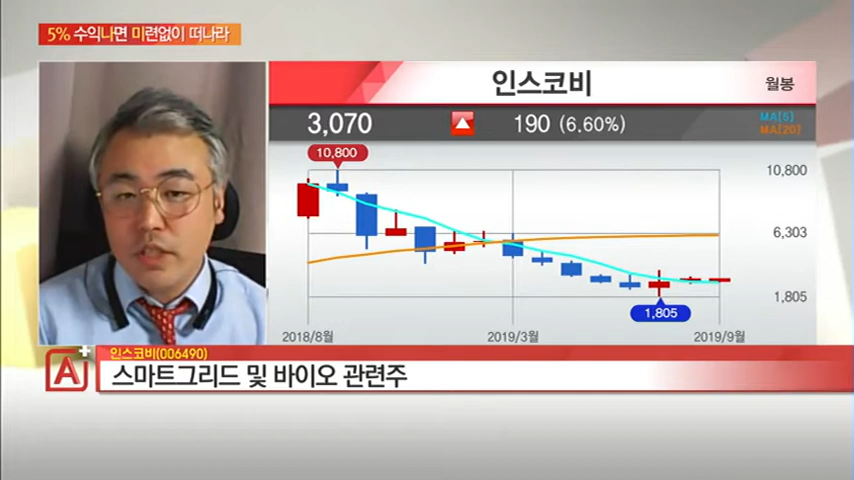 5% 수익나면 미련없이 떠나라
인스코비
월봉
3,070
190 (6.60%)
MA[5]
MA[20]
10,800
10,800
6,303
1,805
1,805
2018/8월
2019/3월
2019/9월
A+
인스코비(006490)
스마트그리드 및 바이오 관련주